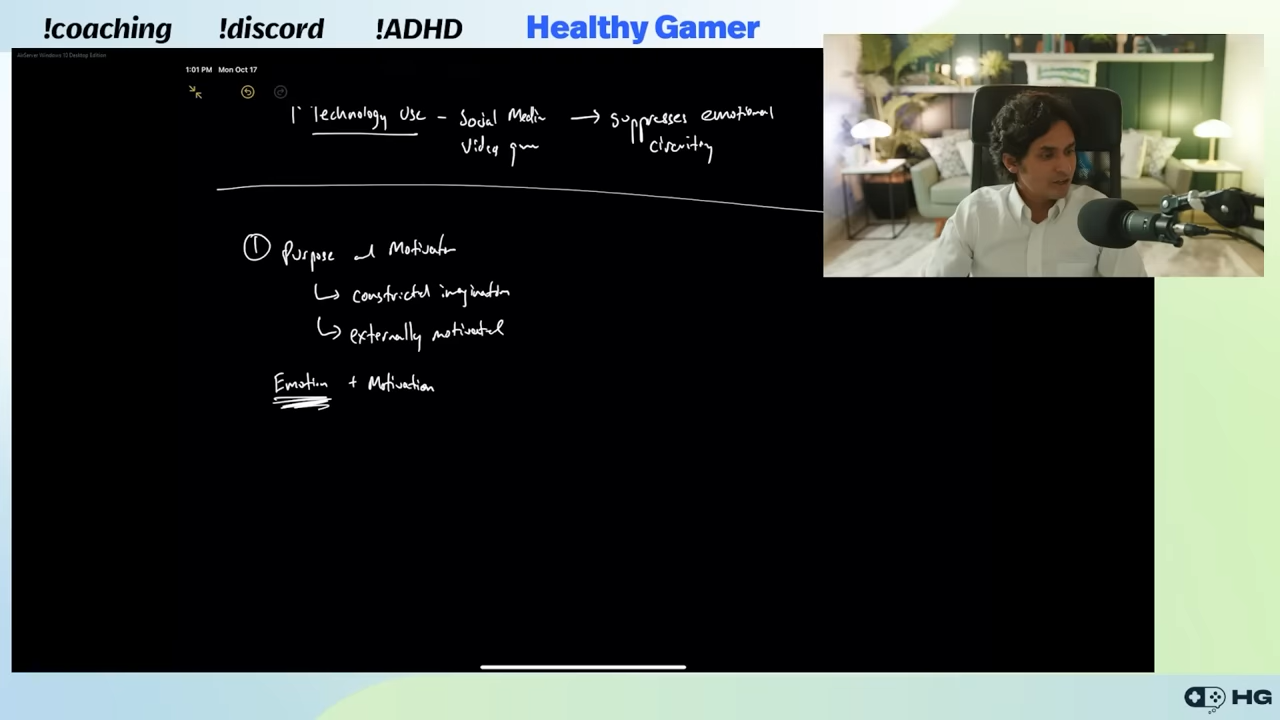 !coaching !discord !ADHD Healthy Gamer
1:01 PM Mon Oct 17
↑ Technology Use – Social Media → suppresses emotional
Video game circuitry
① Purpose and Motivation
↳ constricted imagination
↳ externally motivated
Emotion + Motivation
HG